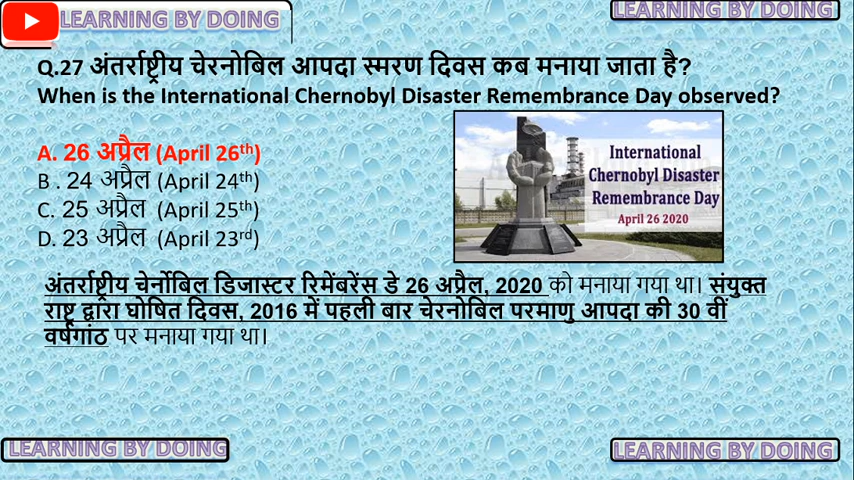 LEARNING BY DOING
LEARNING BY DOING
Q.27 अंतर्राष्ट्रीय चेरनोबिल आपदा स्मरण दिवस कब मनाया जाता है?
When is the International Chernobyl Disaster Remembrance Day observed?
A. 26 अप्रैल (April 26th)
B . 24 अप्रैल (April 24th)
C. 25 अप्रैल (April 25th)
D. 23 अप्रैल (April 23rd)
International
Chernobyl Disaster
Remembrance Day
April 26 2020
अंतर्राष्ट्रीय चेर्नोबिल डिजास्टर रिमेंबरेंस डे 26 अप्रैल, 2020 को मनाया गया था। संयुक्त
राष्ट्र द्वारा घोषित दिवस, 2016 में पहली बार चेरनोबिल परमाणु आपदा की 30 वीं
वर्षगांठ पर मनाया गया था।
LEARNING BY DOING
LEARNING BY DOING